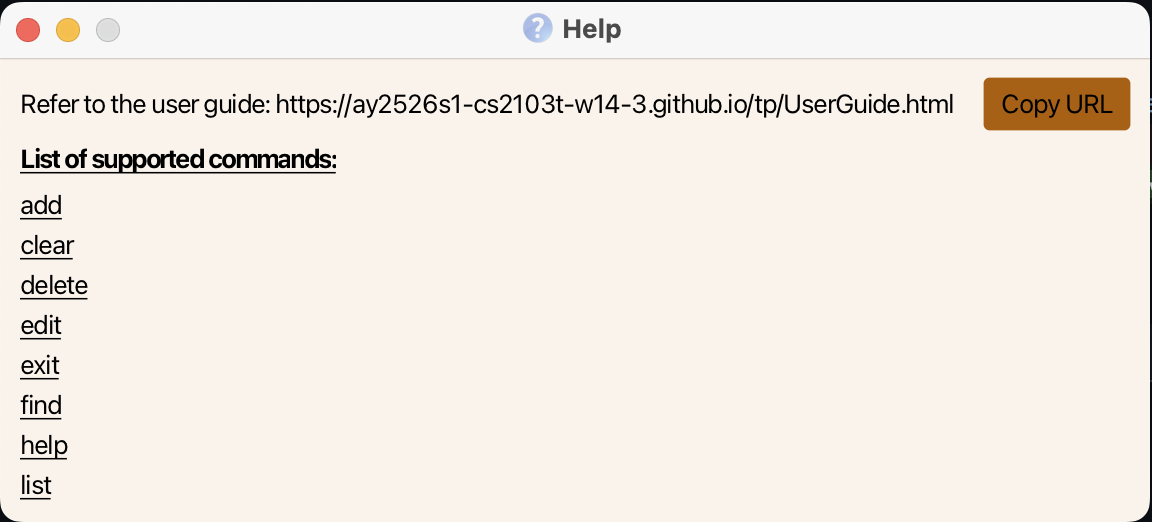 Help
Refer to the user guide: https://ay2526s1-cs2103t-w14-3.github.io/tp/UserGuide.html Copy URL
List of supported commands:
add
clear
delete
edit
exit
find
help
list